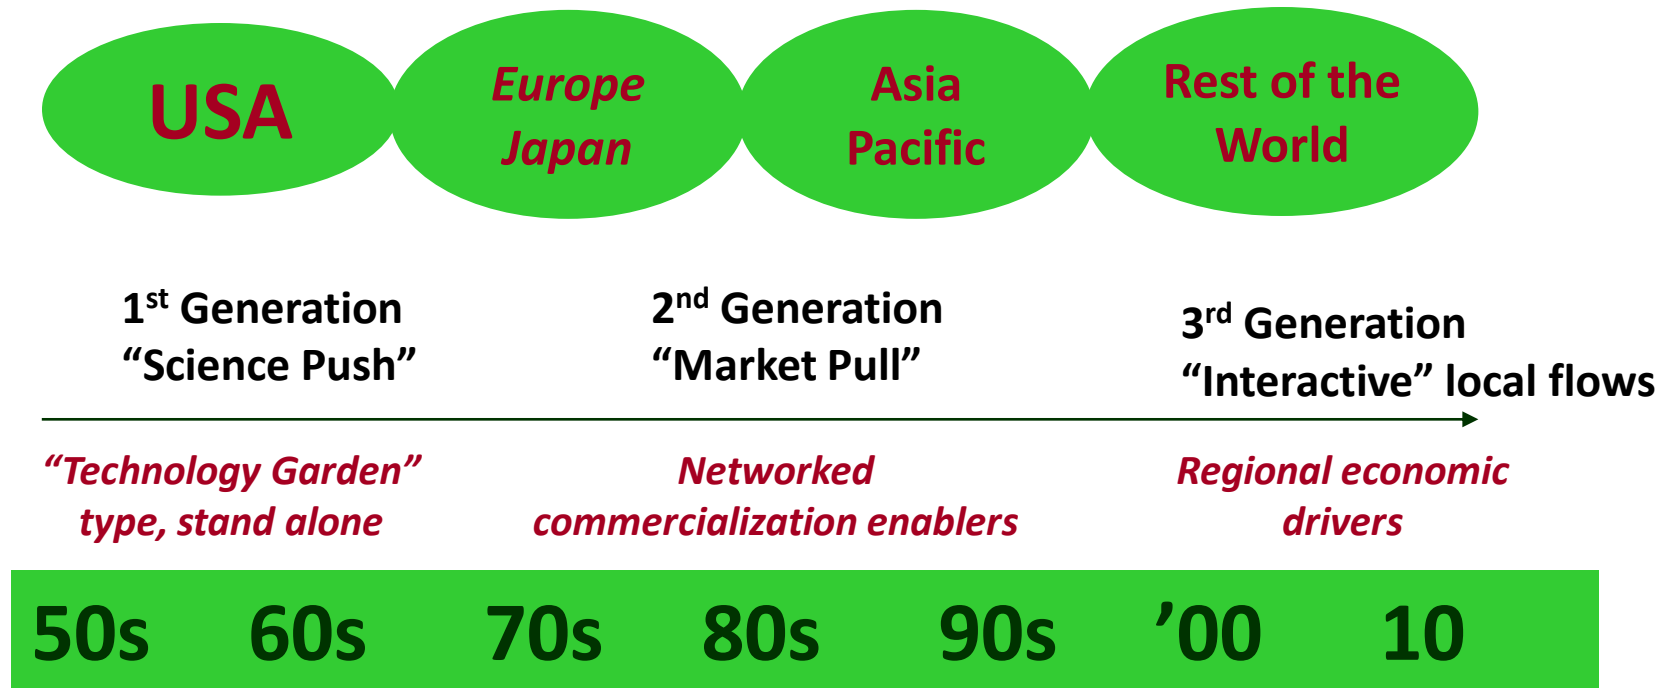 USA
Europe
Japan
Asia
Pacific
Rest of the
World
1st Generation
“Science Push”
2nd Generation
“Market Pull”
3rd Generation
“Interactive” local flows
“Technology Garden”
type, stand alone
Networked
commercialization enablers
Regional economic
drivers
50s 60s 70s 80s 90s ’00 10